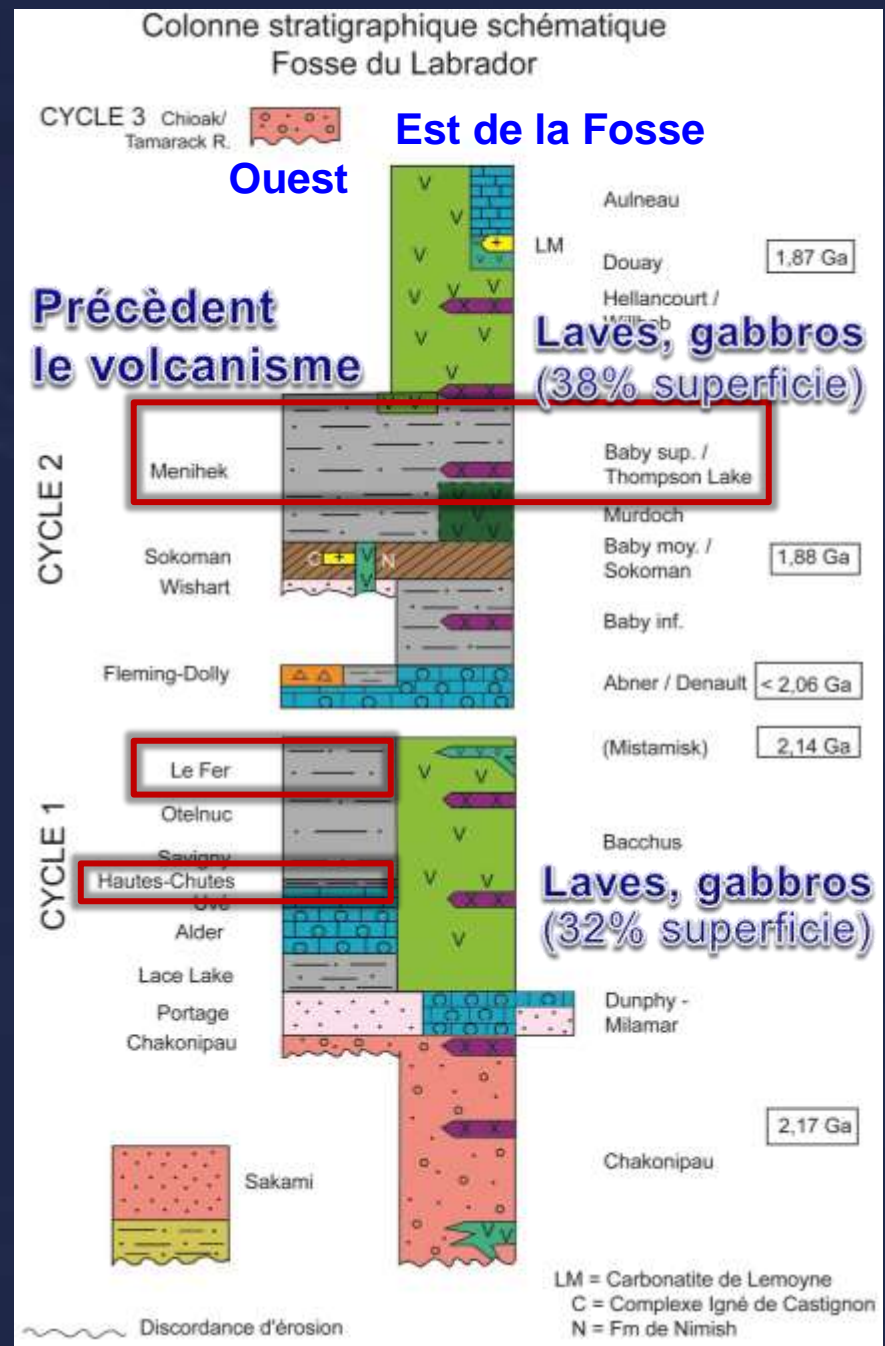 Colonne stratigraphique schématique
Fosse du Labrador
CYCLE 3 Chioak/
Tamarack R.
Est de la Fosse
Ouest
Aulneau
LM
Douay
1,87 Ga
Hellancourt /
Précèdent
le volcanisme
Laves, gabbros
(38% superficie)
CYCLE 2
Menihek
Baby sup. /
Thompson Lake
Murdoch
Sokoman
C
N
Baby moy. /
Sokoman
1,88 Ga
Wishart
Baby inf.
Fleming-Dolly
Abner / Denault
< 2,06 Ga
(Mistamisk)
2,14 Ga
CYCLE 1
Le Fer
Otelnuc
Savigny
Bacchus
Hautes-Chutes
Uvé
Laves, gabbros
(32% superficie)
Alder
Lace Lake
Portage
Dunphy -
Milamar
Chakonipau
2,17 Ga
Chakonipau
Sakami
LM = Carbonatite de Lemoyne
C = Complexe Igné de Castignon
N = Fm de Nimish
Discordance d'érosion